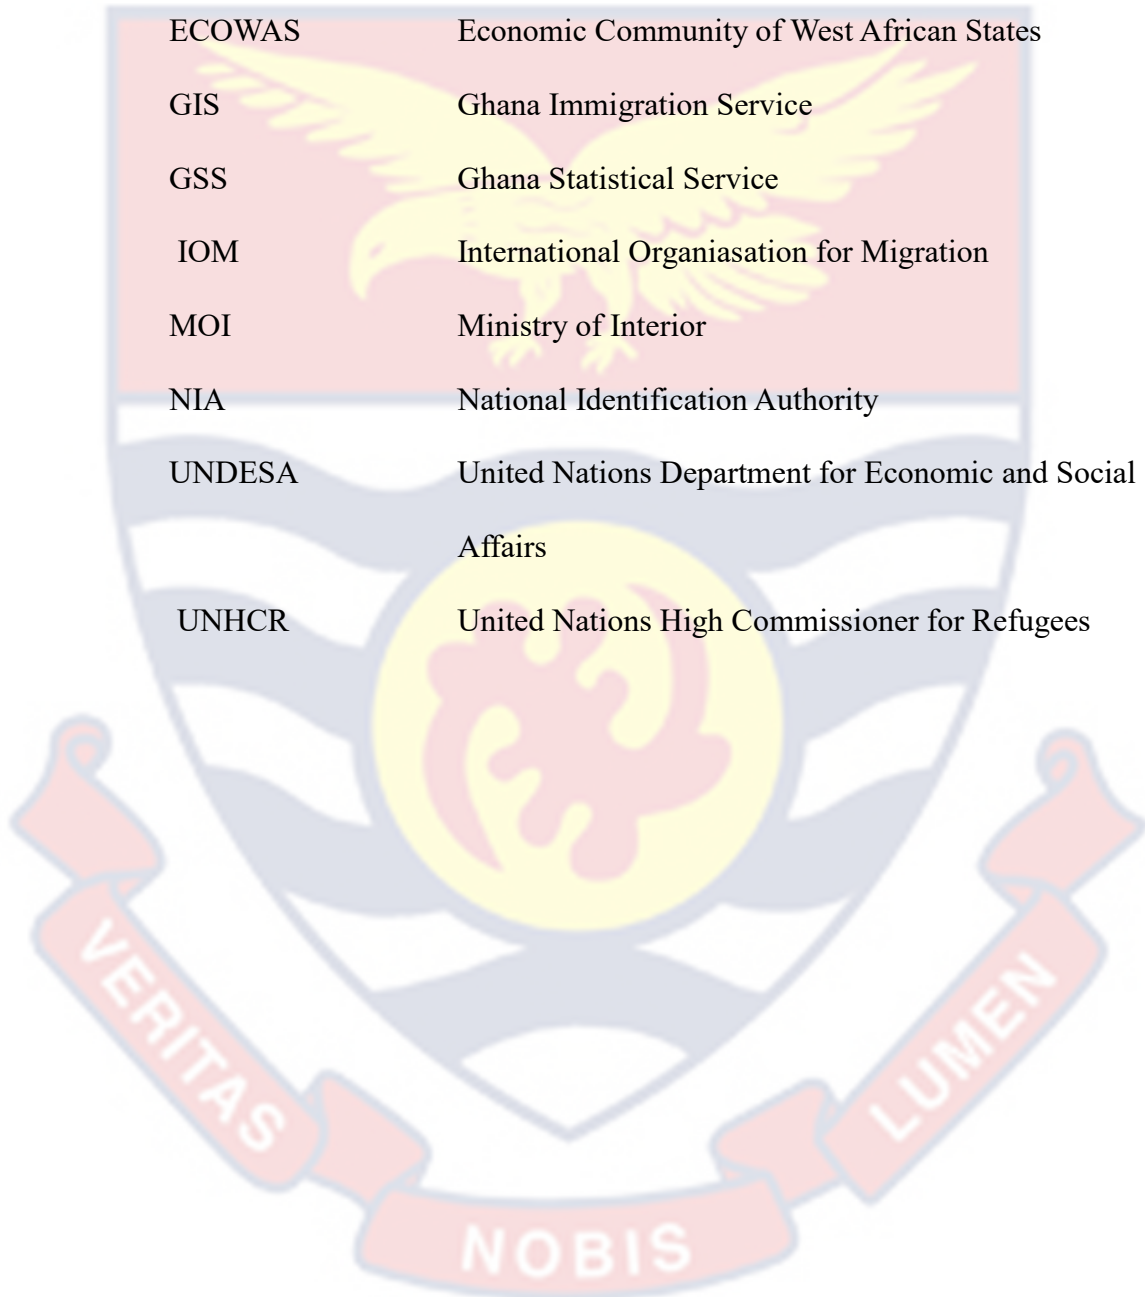 ECOWAS Economic Community of West African States
GIS Ghana Immigration Service
GSS Ghana Statistical Service
IOM International Organiasation for Migration
MOI Ministry of Interior
NIA National Identification Authority
UNDESA United Nations Department for Economic and Social
Affairs
UNHCR United Nations High Commissioner for Refugees
VERITAS
NOBIS
LUMEN